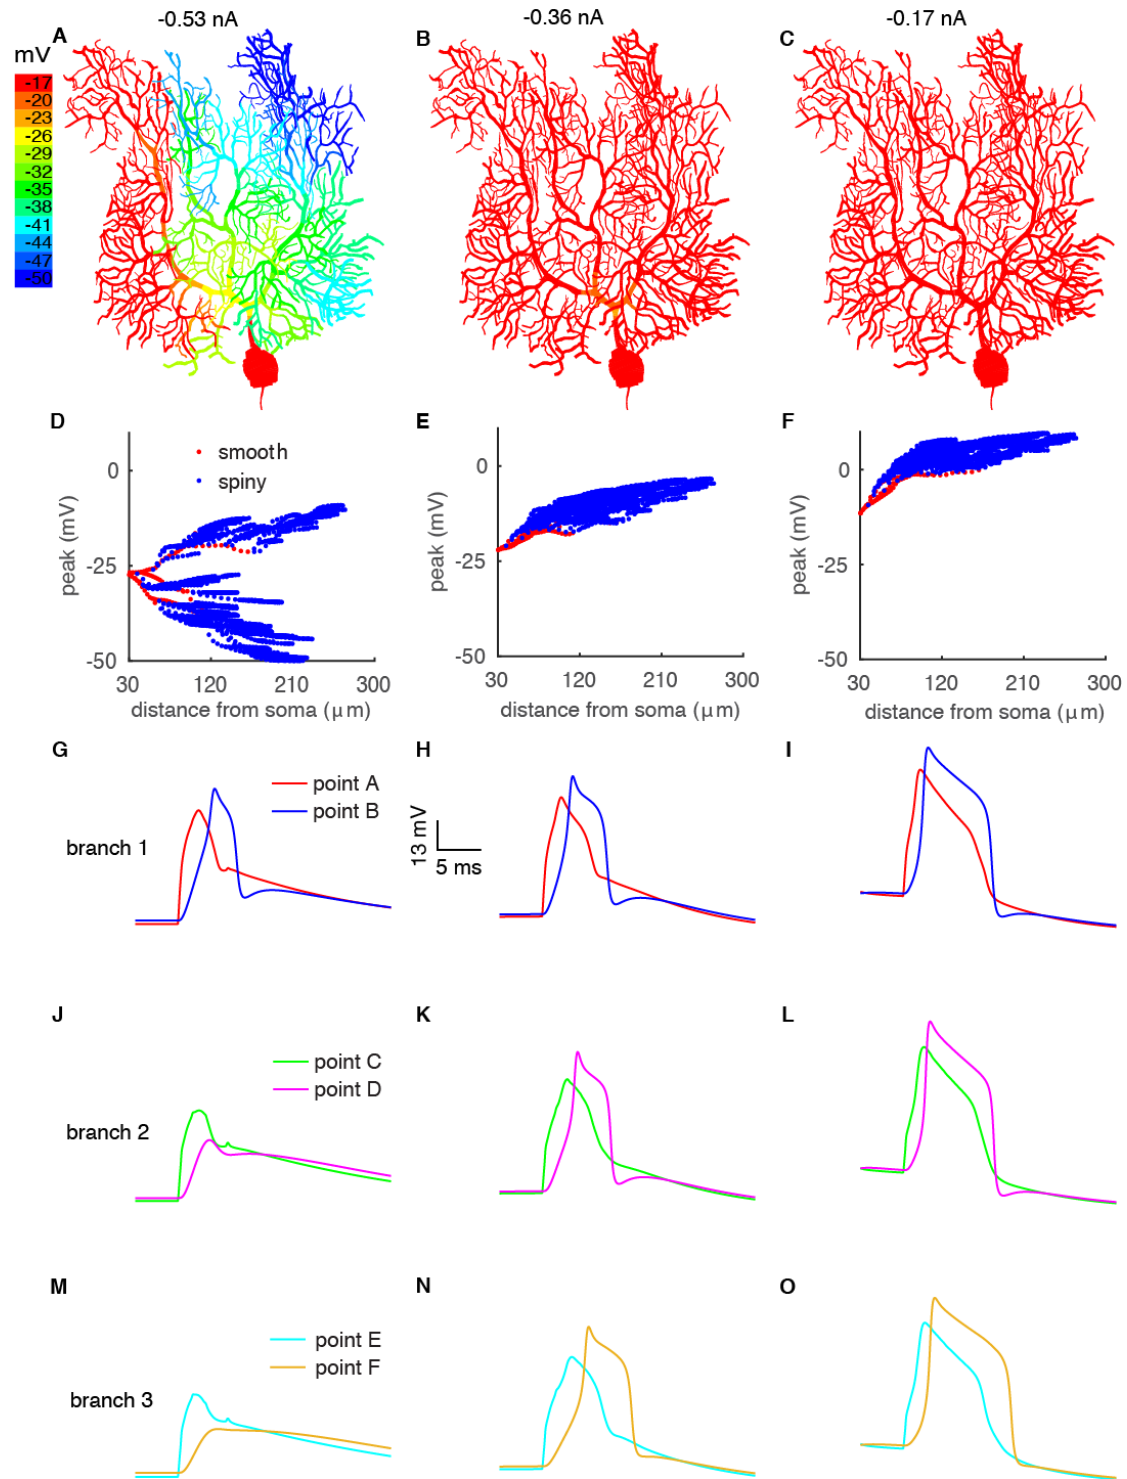 -0.53 nA
-0.36 nA
-0.17 nA
A
B
C
mV
-17
-20
-23
-26
-29
-32
-35
-38
-41
-44
-47
-50
D
E
F
smooth
spiny
0
-25
-50
peak (mV)
30 120 210 300
distance from soma (μm)
0
-25
-50
peak (mV)
30 120 210 300
distance from soma (μm)
0
-25
-50
peak (mV)
30 120 210 300
distance from soma (μm)
G
H
I
point A
point B
branch 1
13 mV
5 ms
J
K
L
point C
point D
branch 2
M
N
O
point E
point F
branch 3